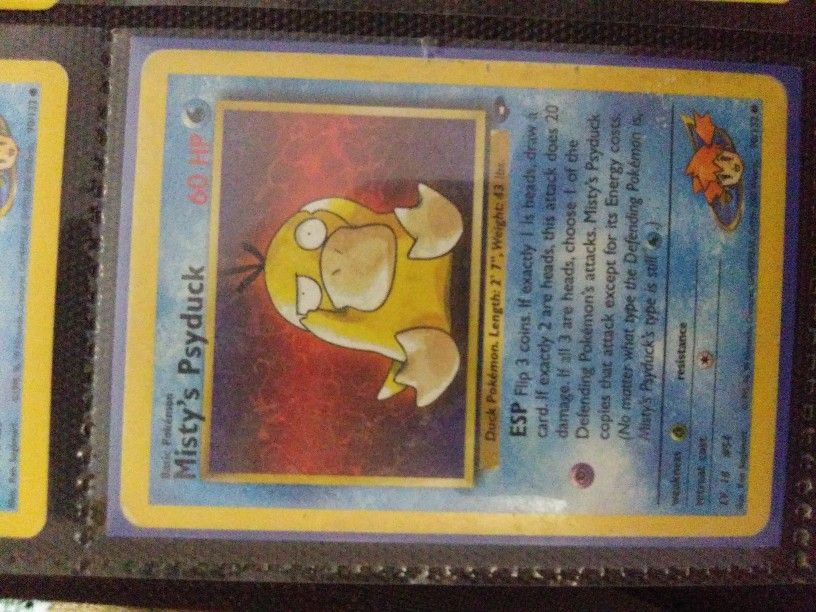 Basic Pokémon
Misty's Psyduck
60 HP
Duck Pokémon. Length: 2' 7", Weight: 43 lbs.
ESP Flip 3 coins. If exactly 1 is heads, draw a
card. If exactly 2 are heads, this attack does 20
damage. If all 3 are heads, choose 1 of the
Defending Pokémon's attacks. Misty's Psyduck
copies that attack except for its Energy costs.
(No matter what type the Defending Pokémon is,
Misty's Psyduck's type is still .)
weakness
resistance
retreat cost
LV. 16 #54